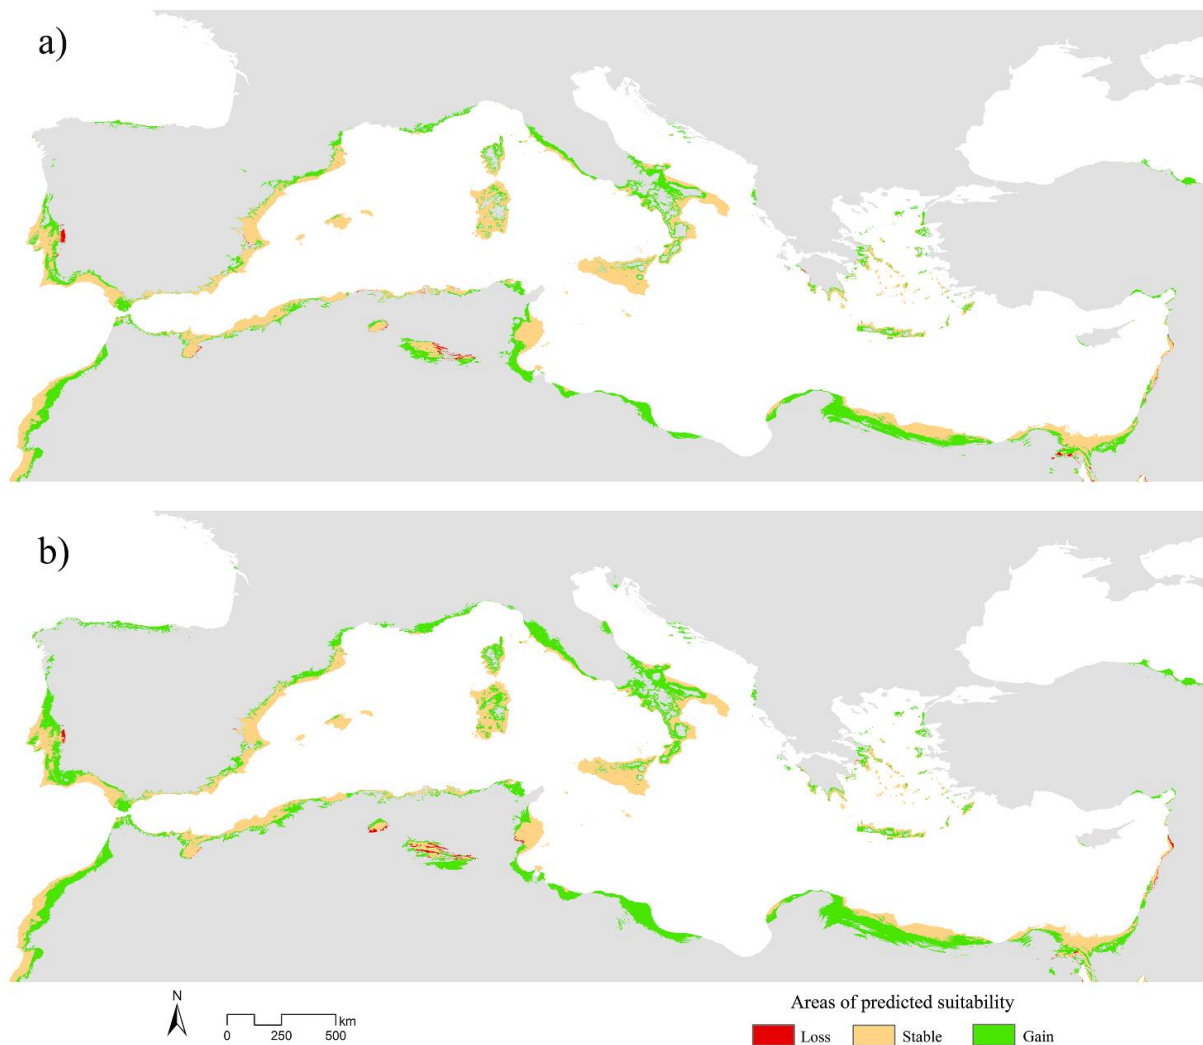 a)
b)
N
0 250 500 km
Areas of predicted suitability
Loss Stable Gain